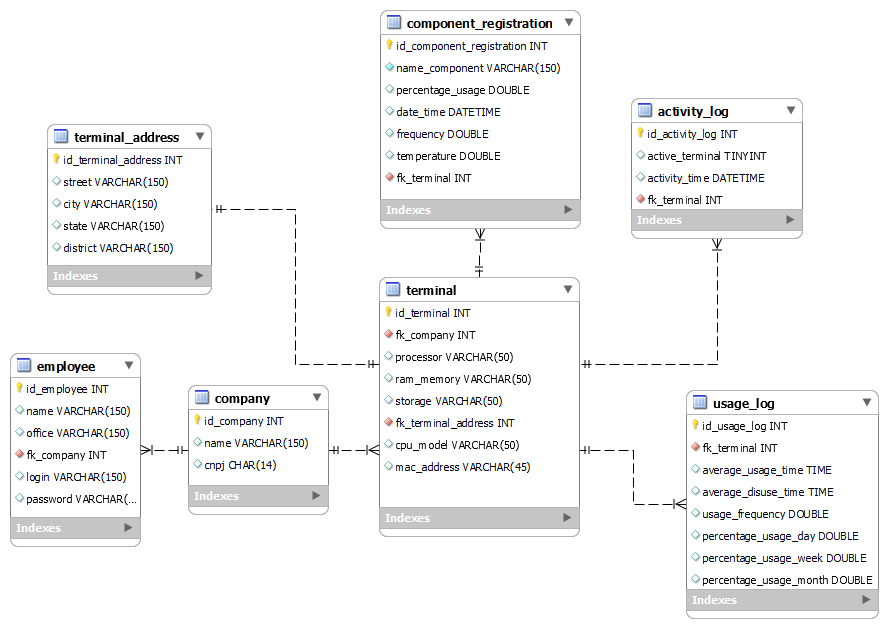 component_registration
id_component_registration INT
name_component VARCHAR(150)
percentage_usage DOUBLE
date_time DATETIME
frequency DOUBLE
temperature DOUBLE
fk_terminal INT
Indexes
activity_log
id_activity_log INT
active_terminal TINYINT
activity_time DATETIME
fk_terminal INT
Indexes
terminal_address
id_terminal_address INT
street VARCHAR(150)
city VARCHAR(150)
state VARCHAR(150)
district VARCHAR(150)
Indexes
terminal
id_terminal INT
fk_company INT
processor VARCHAR(50)
ram_memory VARCHAR(50)
storage VARCHAR(50)
fk_terminal_address INT
cpu_model VARCHAR(50)
mac_address VARCHAR(45)
Indexes
employee
id_employee INT
name VARCHAR(150)
office VARCHAR(150)
fk_company INT
login VARCHAR(150)
password VARCHAR(...
Indexes
company
id_company INT
name VARCHAR(150)
cnpj CHAR(14)
Indexes
usage_log
id_usage_log INT
fk_terminal INT
average_usage_time TIME
average_disuse_time TIME
usage_frequency DOUBLE
percentage_usage_day DOUBLE
percentage_usage_week DOUBLE
percentage_usage_month DOUBLE
Indexes